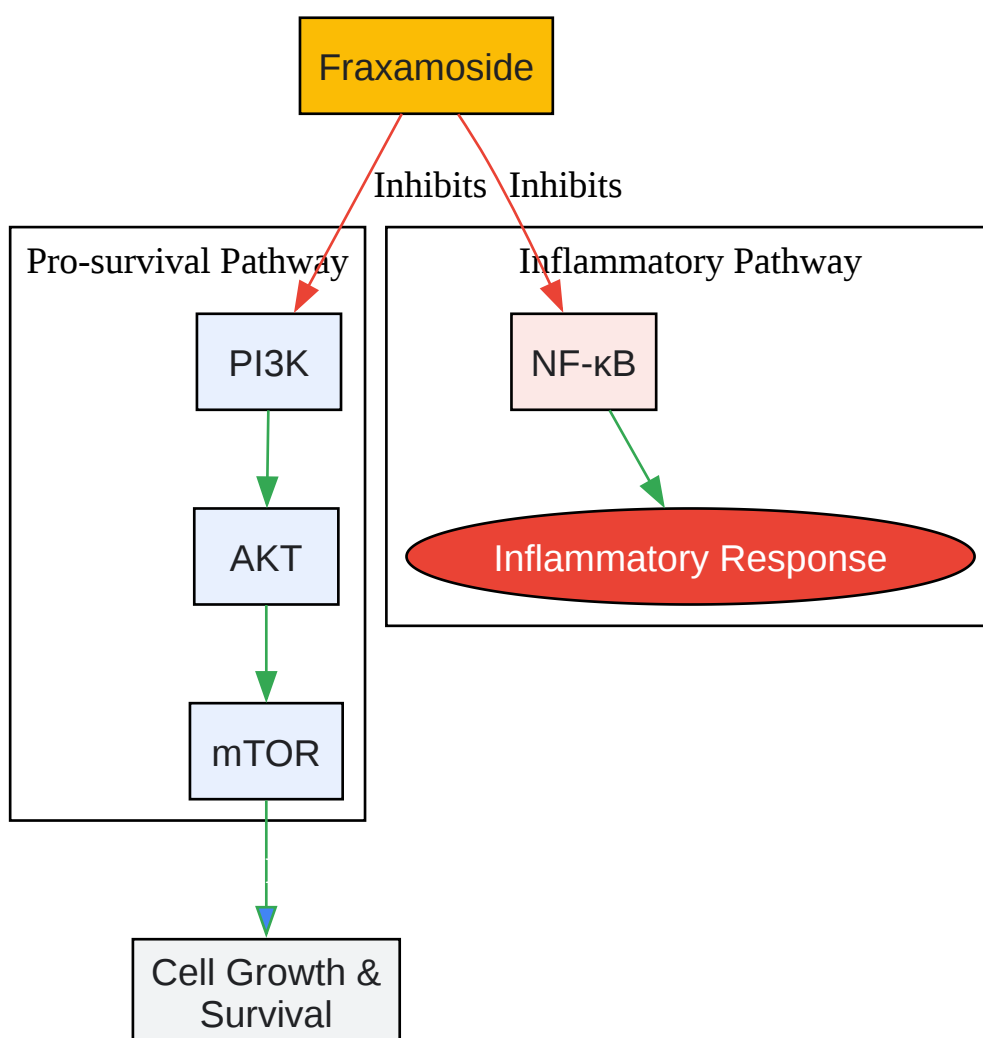 Fraxamoside
Inhibits
Inhibits
Pro-survival Pathway
Inflammatory Pathway
PI3K
NF-κB
AKT
Inflammatory Response
mTOR
Cell Growth &
Survival